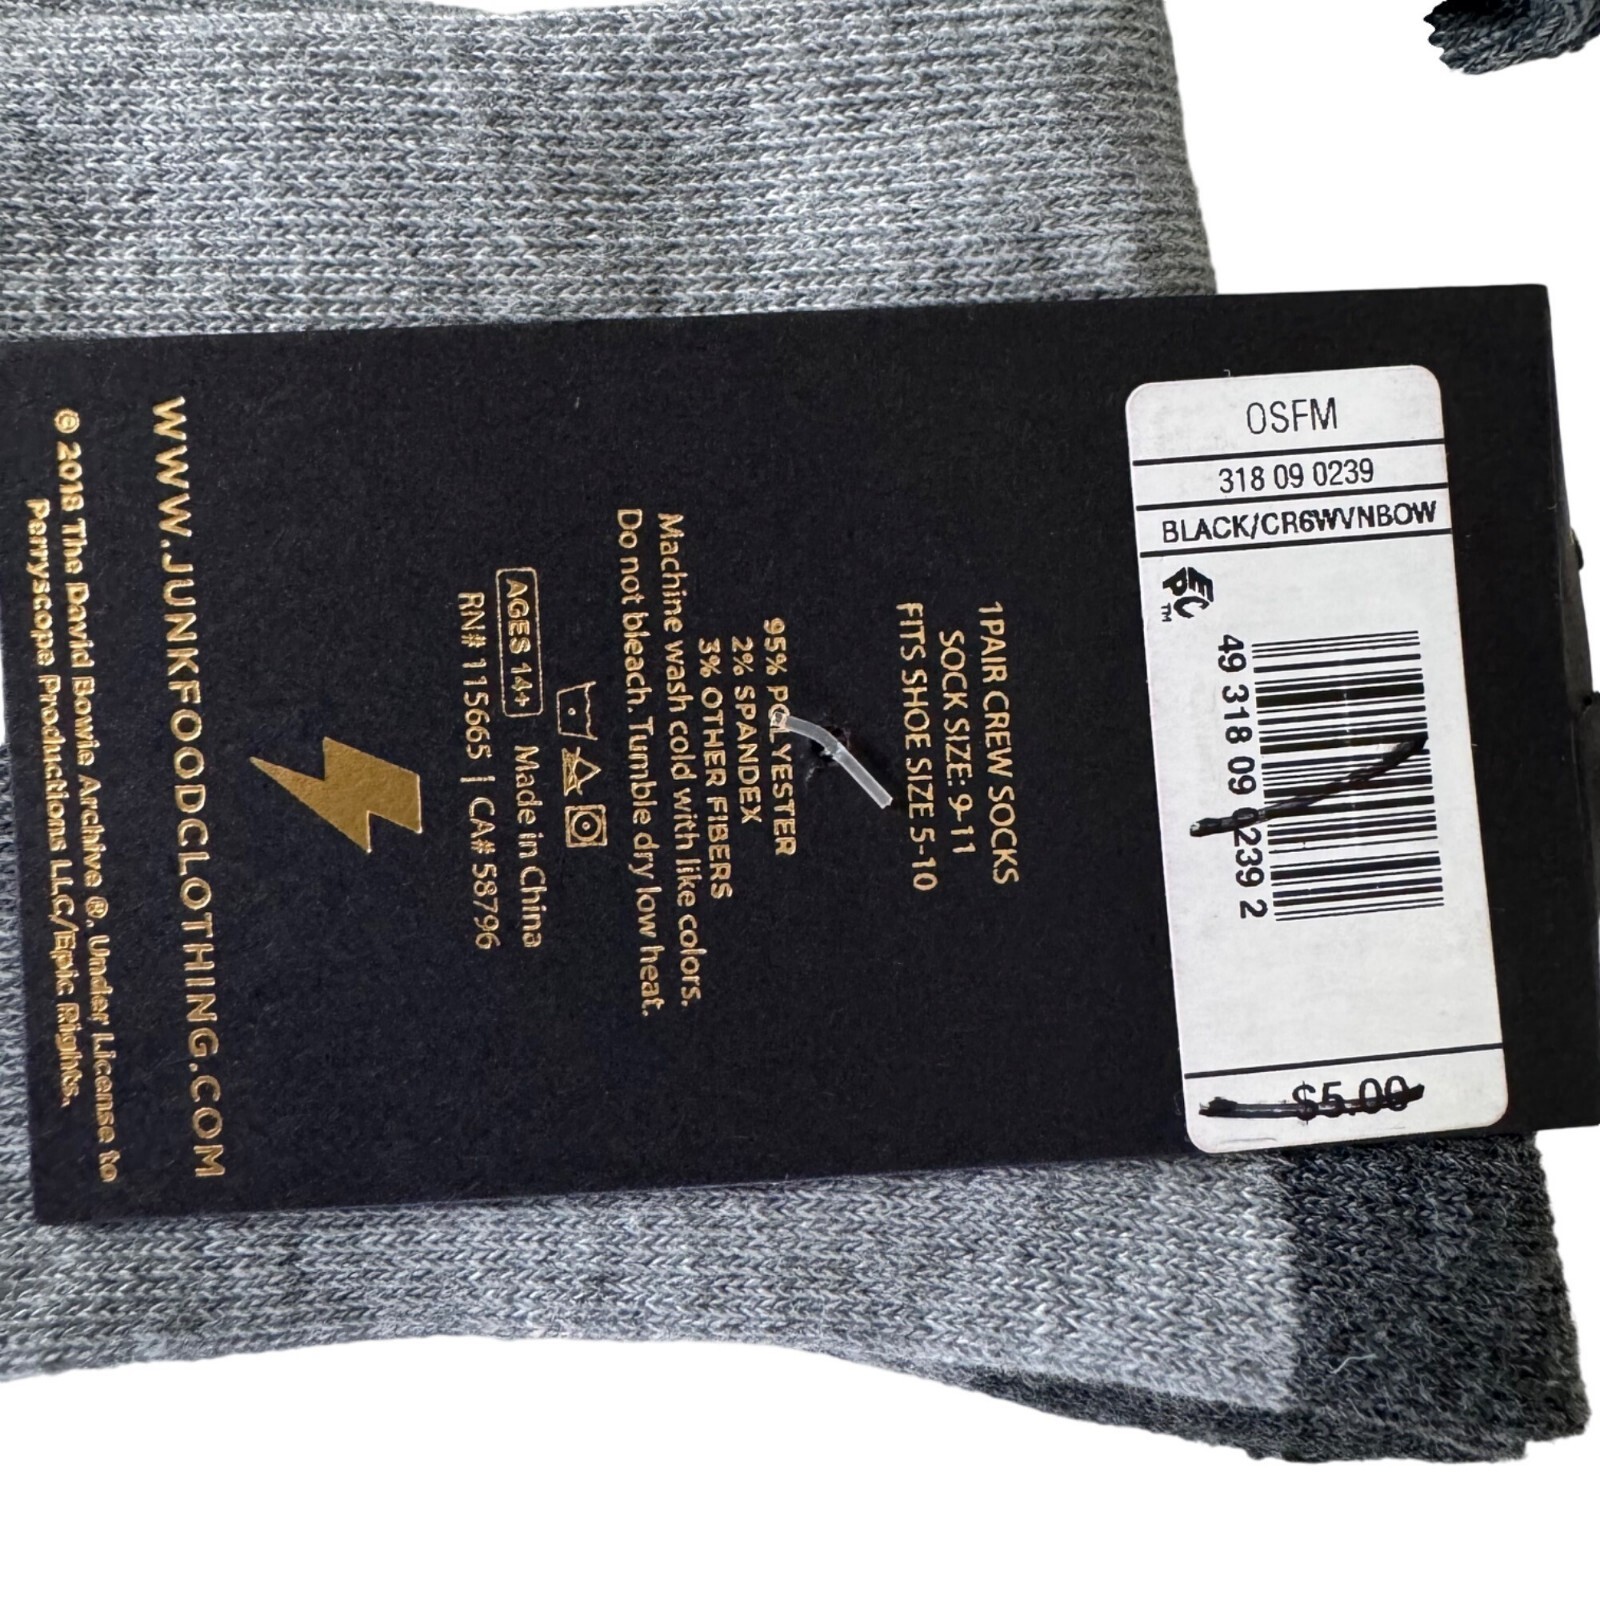 OSFM
318 09 0239
BLACK/CR6WVNBOW
EPC™
49 318 09 0239 2
$5.00
1PAIR CREW SOCKS
SOCK SIZE: 9-11
FITS SHOE SIZE 5-10
95% POLYESTER
2% SPANDEX
3% OTHER FIBERS
Machine wash cold with like colors.
Do not bleach. Tumble dry low heat.
AGES 14+ Made in China
RN# 115665 | CA# 58796
WWW.JUNKFOODCLOTHING.COM
© 2018 The David Bowie Archive ®, Under License to
Perryscope Productions LLC/Epic Rights.